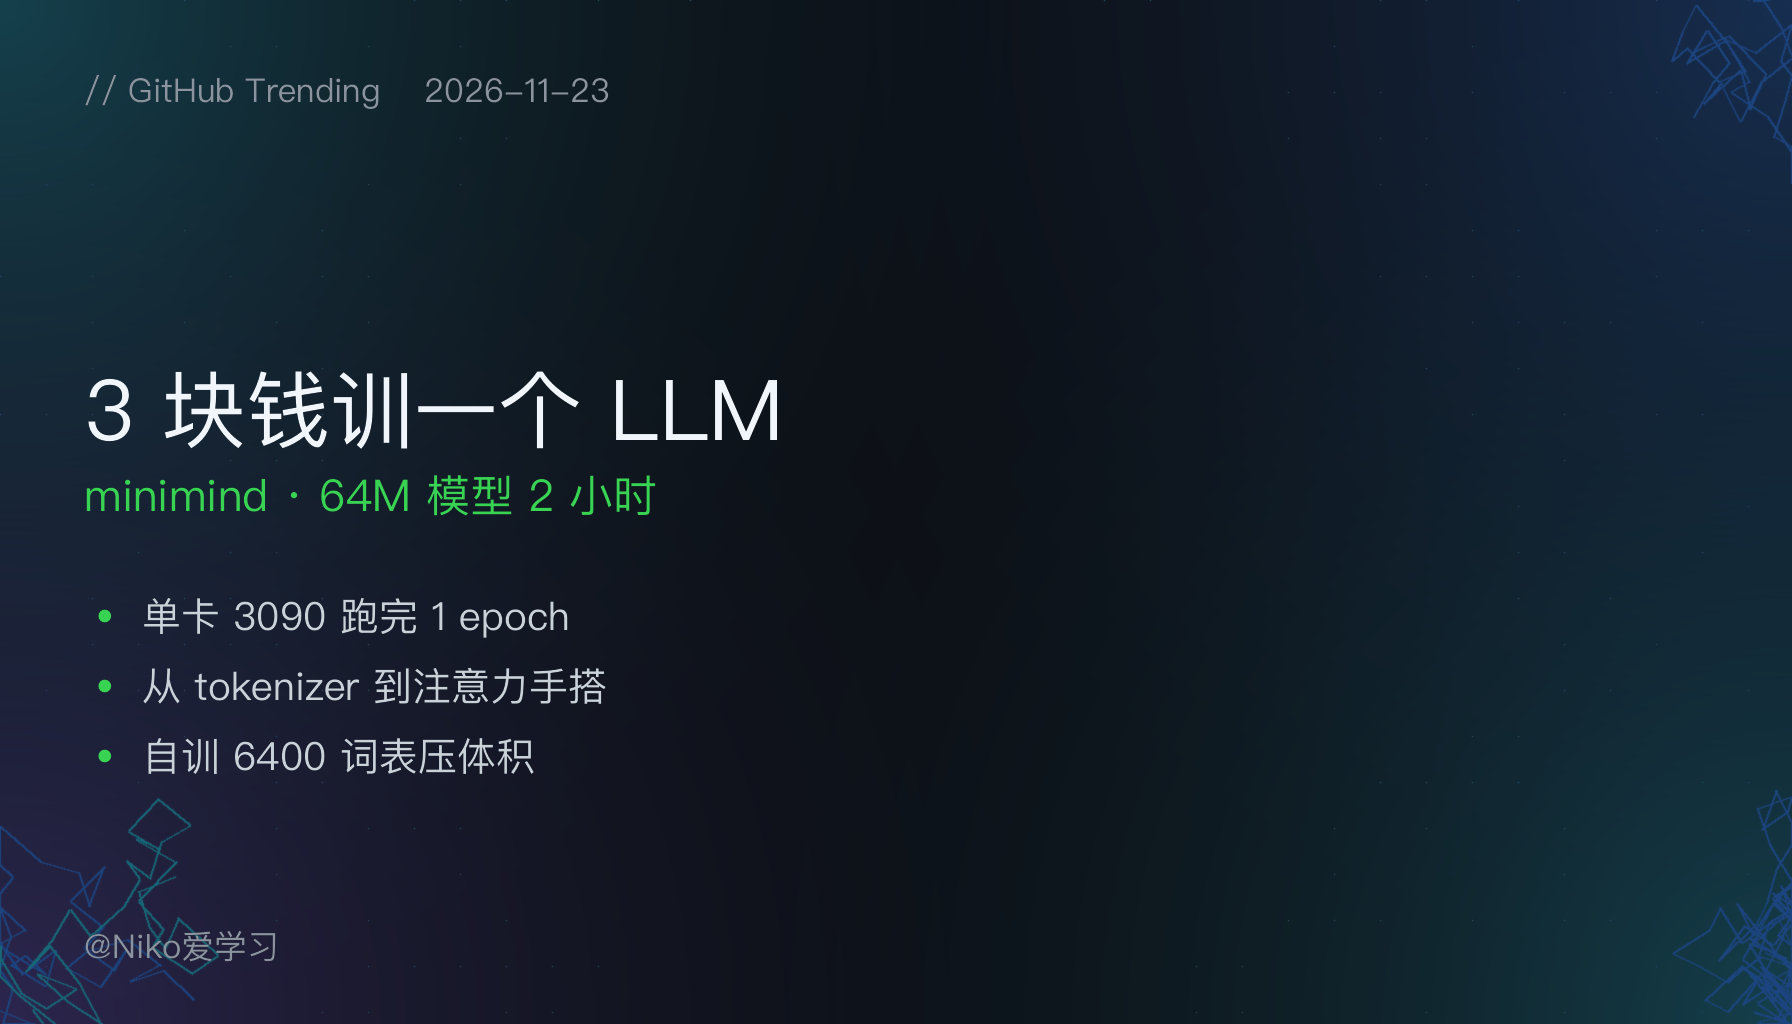 // GitHub Trending 2026-11-23
3 块钱训一个 LLM
minimind · 64M 模型 2 小时
• 单卡 3090 跑完 1 epoch
• 从 tokenizer 到注意力手搭
• 自训 6400 词表压体积
@Niko爱学习